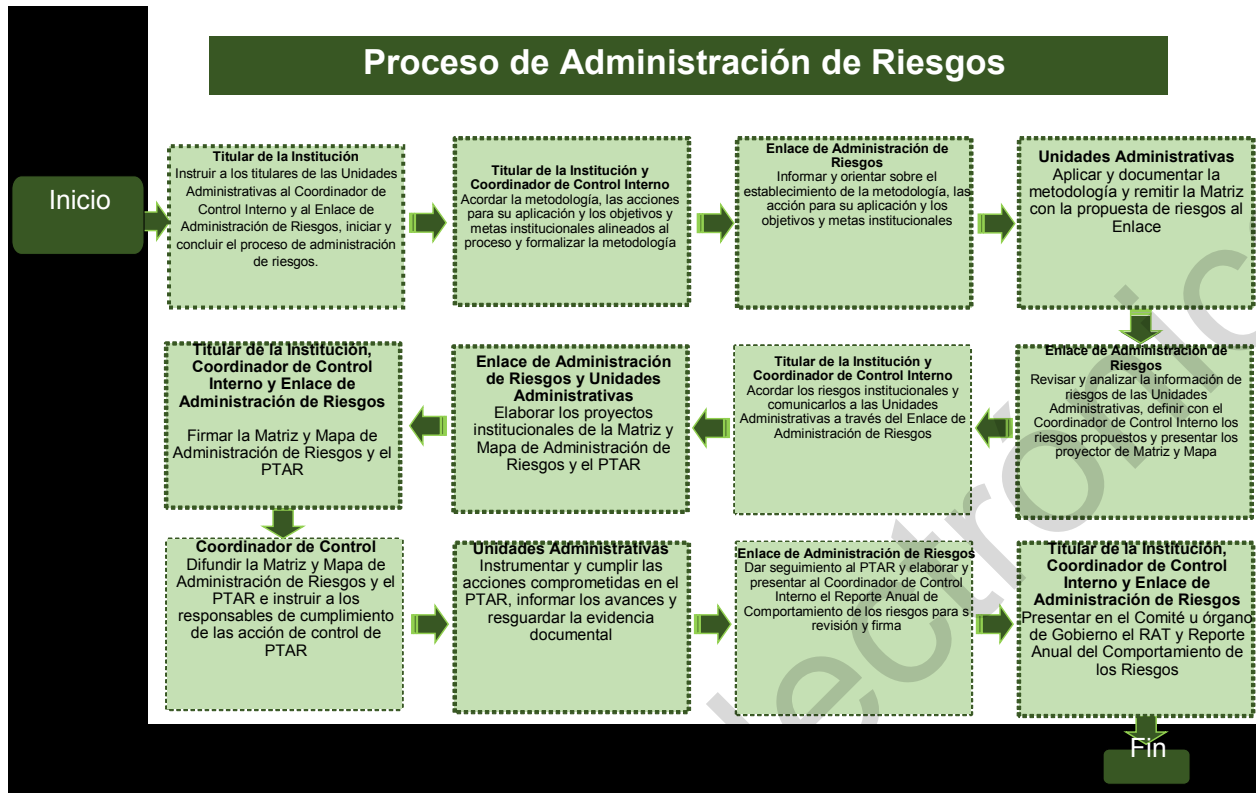 Proceso de Administración de Riesgos
Inicio
Titular de la Institución
Instruir a los titulares de las Unidades
Administrativas al Coordinador de
Control Interno y al Enlace de
Administración de Riesgos, iniciar y
concluir el proceso de administración
de riesgos.
Titular de la Institución y
Coordinador de Control Interno
Acordar la metodología, las acciones
para su aplicación y los objetivos y
metas institucionales alineados al
proceso y formalizar la metodología
Enlace de Administración de
Riesgos
Informar y orientar sobre el
establecimiento de la metodología, las
acción para su aplicación y los
objetivos y metas institucionales
Unidades Administrativas
Aplicar y documentar la
metodología y remitir la Matriz
con la propuesta de riesgos al
Enlace
Enlace de Administración de
Riesgos
Revisar y analizar la información de
riesgos de las Unidades
Administrativas, definir con el
Coordinador de Control Interno los
riesgos propuestos y presentar los
proyector de Matriz y Mapa
Titular de la Institución y
Coordinador de Control Interno
Acordar los riesgos institucionales y
comunicarlos a las Unidades
Administrativas a través del Enlace de
Administración de Riesgos
Enlace de Administración
de Riesgos y Unidades
Administrativas
Elaborar los proyectos
institucionales de la Matriz y
Mapa de Administración de
Riesgos y el PTAR
Titular de la Institución,
Coordinador de Control
Interno y Enlace de
Administración de Riesgos
Firmar la Matriz y Mapa de
Administración de Riesgos y el
PTAR
Coordinador de Control
Difundir la Matriz y Mapa de
Administración de Riesgos y el
PTAR e instruir a los
responsables de cumplimiento
de las acción de control de
PTAR
Unidades Administrativas
Instrumentar y cumplir las
acciones comprometidas en el
PTAR, informar los avances y
resguardar la evidencia
documental
Enlace de Administración de Riesgos
Dar seguimiento al PTAR y elaborar y
presentar al Coordinador de Control
Interno el Reporte Anual de
Comportamiento de los riesgos para s
revisión y firma
Titular de la Institución,
Coordinador de Control
Interno y Enlace de
Administración de Riesgos
Presentar en el Comité u órgano
de Gobierno el RAT y Reporte
Anual del Comportamiento de
los Riesgos
Fin
lectronic